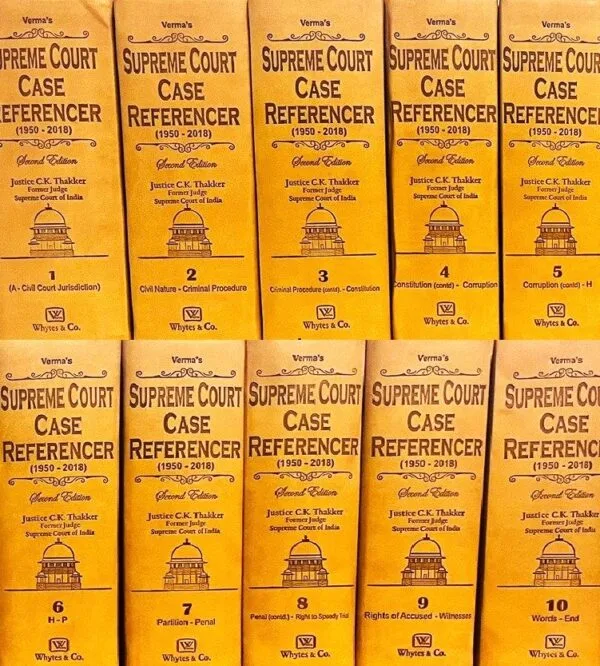 Verma's
SUPREME COURT
CASE
REFERENCER
(1950 - 2018)
Second Edition
Justice C.K. Thakker
Former Judge
Supreme Court of India
1
(A - Civil Court Jurisdiction)
W
Whytes & Co.
Verma's
SUPREME COURT
CASE
REFERENCER
(1950 - 2018)
Second Edition
Justice C.K. Thakker
Former Judge
Supreme Court of India
2
Civil Nature - Criminal Procedure
W
Whytes & Co.
Verma's
SUPREME COURT
CASE
REFERENCER
(1950 - 2018)
Second Edition
Justice C.K. Thakker
Former Judge
Supreme Court of India
3
Criminal Procedure (contd). - Constitution
W
Whytes & Co.
Verma's
SUPREME COURT
CASE
REFERENCER
(1950 - 2018)
Second Edition
Justice C.K. Thakker
Former Judge
Supreme Court of India
4
Constitution (contd) - Corruption
W
Whytes & Co.
Verma's
SUPREME COURT
CASE
REFERENCER
(1950 - 2018)
Second Edition
Justice C.K. Thakker
Former Judge
Supreme Court of India
5
Corruption (contd) - H
W
Whytes & Co.
Verma's
SUPREME COURT
CASE
REFERENCER
(1950 - 2018)
Second Edition
Justice C.K. Thakker
Former Judge
Supreme Court of India
6
H - P
W
Whytes & Co.
Verma's
SUPREME COURT
CASE
REFERENCER
(1950 - 2018)
Second Edition
Justice C.K. Thakker
Former Judge
Supreme Court of India
7
Partition - Penal
W
Whytes & Co.
Verma's
SUPREME COURT
CASE
REFERENCER
(1950 - 2018)
Second Edition
Justice C.K. Thakker
Former Judge
Supreme Court of India
8
Penal (contd.) - Right to Speedy Trial
W
Whytes & Co.
Verma's
SUPREME COURT
CASE
REFERENCER
(1950 - 2018)
Second Edition
Justice C.K. Thakker
Former Judge
Supreme Court of India
9
Rights of Accused - Witnesses
W
Whytes & Co.
Verma's
SUPREME COU
CASE
REFERENC
(1950 - 2018)
Second Edition
Justice C.K. Thakker
Former Judge
Supreme Court of India
10
Words - End
W
Whytes & Co.